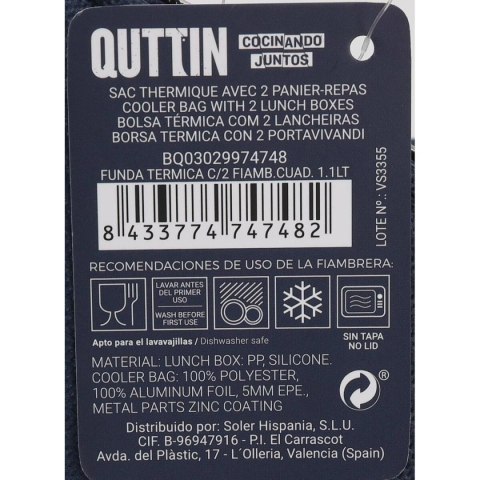 QUTTIN COCINANDO JUNTOS
SAC THERMIQUE AVEC 2 PANIER-REPAS
COOLER BAG WITH 2 LUNCH BOXES
BOLSA TÉRMICA COM 2 LANCHEIRAS
BORSA TERMICA CON 2 PORTAVIVANDI
BQ03029974748
FUNDA TERMICA C/2 FIAMB.CUAD. 1.1LT
8 433774 747482
LOTE Nº.: VS3355
RECOMENDACIONES DE USO DE LA FIAMBRERA:
LAVAR ANTES
DEL PRIMER
USO
WASH BEFORE
FIRST USE
SIN TAPA
NO LID
Apto para el lavavajillas / Dishwasher safe
MATERIAL: LUNCH BOX: PP, SILICONE.
COOLER BAG: 100% POLYESTER,
100% ALUMINUM FOIL, 5MM EPE.,
METAL PARTS ZINC COATING
®
Distribuido por: Soler Hispania, S.L.U.
CIF. B-96947916 - P.I. El Carrascot
Avda. del Plàstic, 17 - L´Olleria, Valencia (Spain)